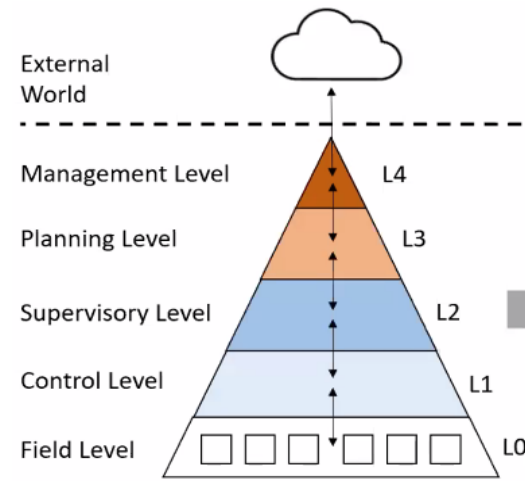 External
World
Management Level L4
Planning Level L3
Supervisory Level L2
Control Level L1
Field Level L0